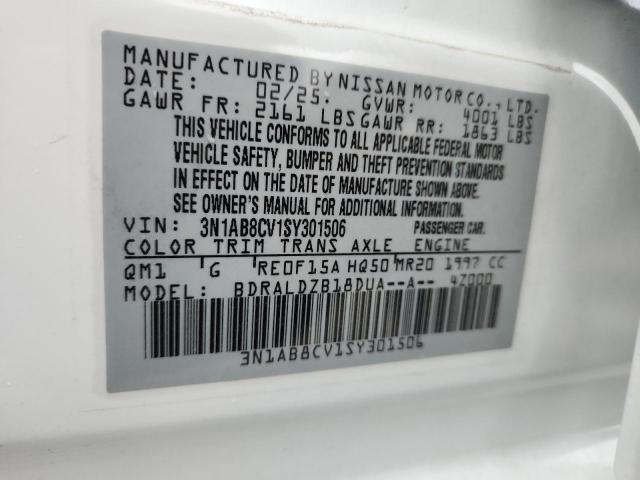 MANUFACTURED BY NISSAN MOTOR CO., LTD.
DATE: 02/25. GVWR: 4001 LBS
GAWR FR: 2161 LBS GAWR RR: 1863 LBS
THIS VEHICLE CONFORMS TO ALL APPLICABLE FEDERAL MOTOR
VEHICLE SAFETY, BUMPER AND THEFT PREVENTION STANDARDS
IN EFFECT ON THE DATE OF MANUFACTURE SHOWN ABOVE.
SEE OWNER'S MANUAL FOR ADDITIONAL INFORMATION.
VIN: 3N1AB8CV1SY301506 PASSENGER CAR.
COLOR TRIM TRANS AXLE ENGINE
QM1 G RE0F15A HQ50 MR20 1997 CC
MODEL: BDRALDZB18DUA--A-- 4Z000
3N1AB8CV1SY301506